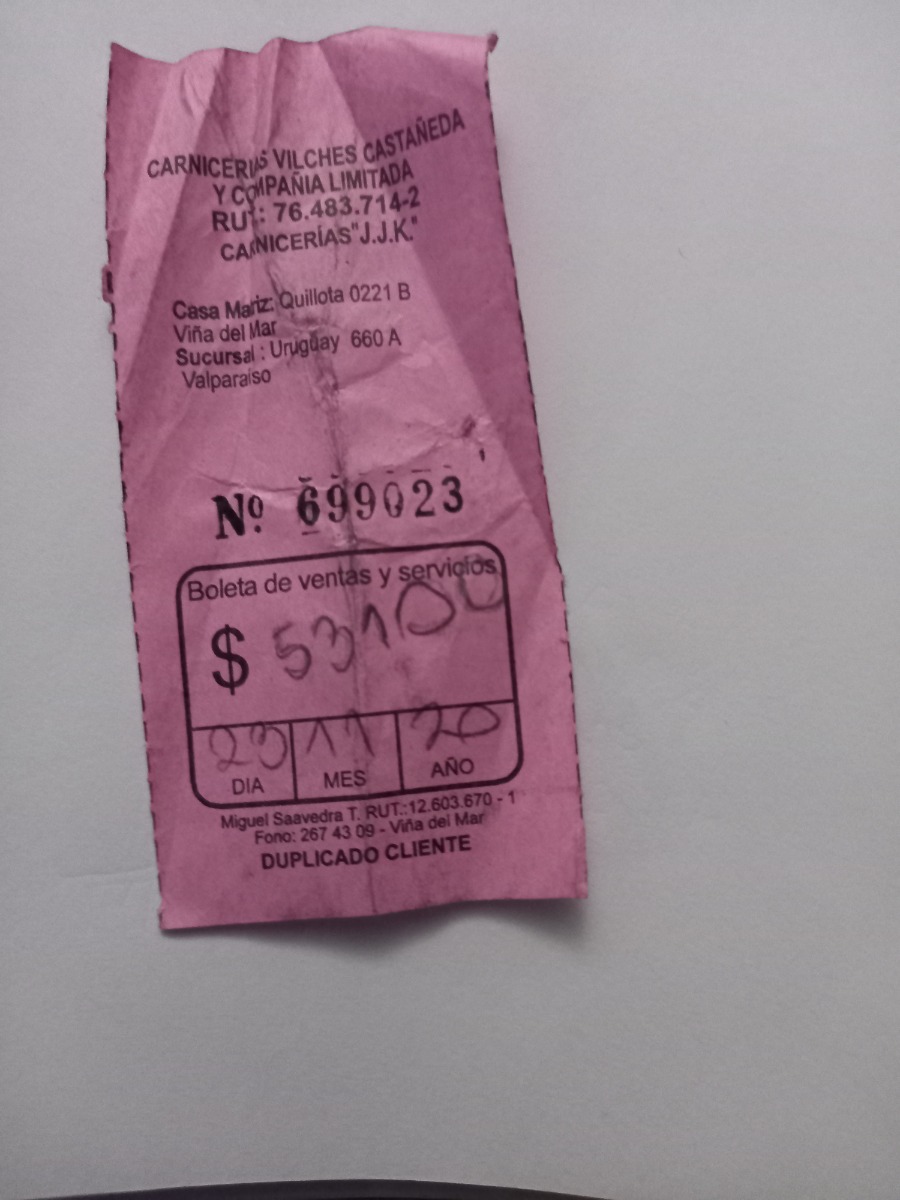 CARNICERIAS VILCHES CASTAÑEDA
Y COMPAÑIA LIMITADA
RUT: 76.483.714-2
CARNICERÍAS "J.J.K."
Casa Mariz: Quillota 0221 B
Viña del Mar
Sucursal : Uruguay 660 A
Valparaíso
Nº 699023
Boleta de ventas y servicios
$ 53100
23 11 20
DIA MES AÑO
Miguel Saavedra T. RUT.:12.603.670 - 1
Fono: 267 43 09 - Viña del Mar
DUPLICADO CLIENTE